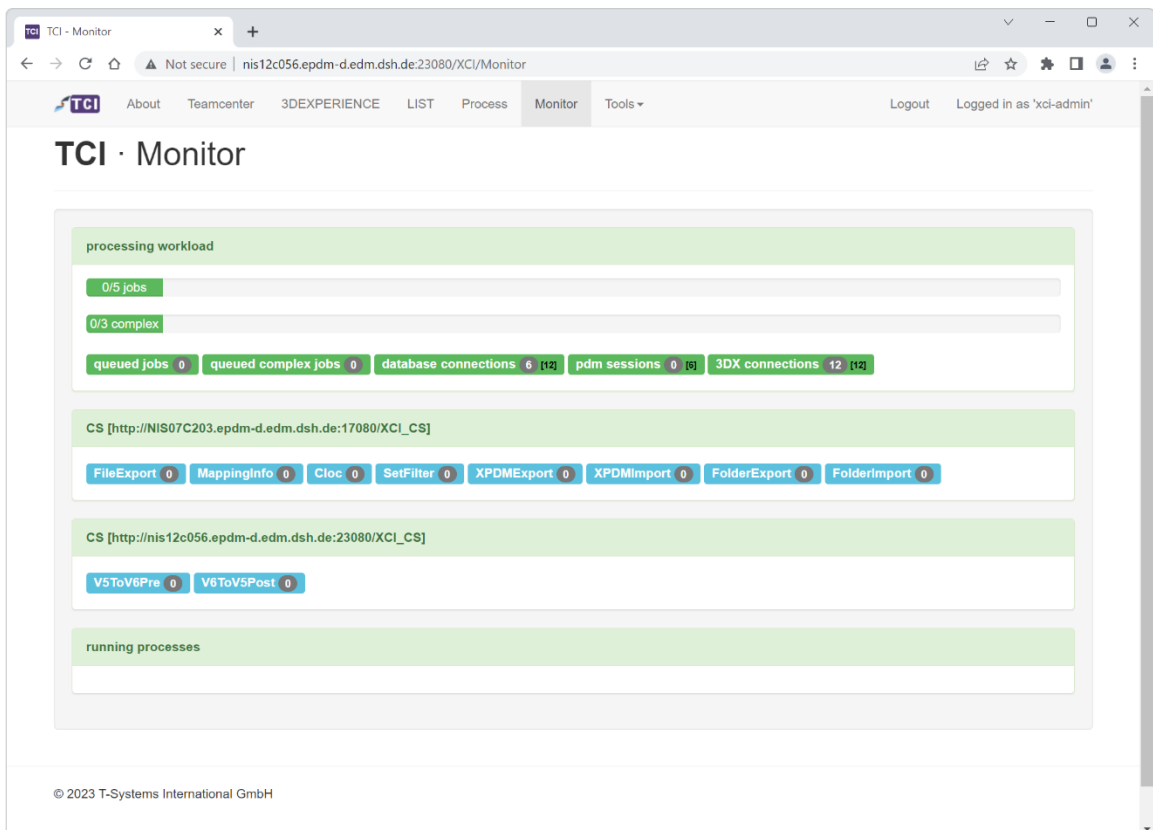 TCI TCI - Monitor
Not secure | nis12c056.epdm-d.edm.dsh.de:23080/XCI/Monitor
TCI About Teamcenter 3DEXPERIENCE LIST Process Monitor Tools Logout Logged in as 'xci-admin'
TCI · Monitor
processing workload
0/5 jobs
0/3 complex
queued jobs 0 queued complex jobs 0 database connections 6 [12] pdm sessions 0 [6] 3DX connections 12 [12]
CS [http://NIS07C203.epdm-d.edm.dsh.de:17080/XCI_CS]
FileExport 0 MappingInfo 0 Cloc 0 SetFilter 0 XPDMExport 0 XPDMImport 0 FolderExport 0 FolderImport 0
CS [http://nis12c056.epdm-d.edm.dsh.de:23080/XCI_CS]
V5ToV6Pre 0 V6ToV5Post 0
running processes
© 2023 T-Systems International GmbH